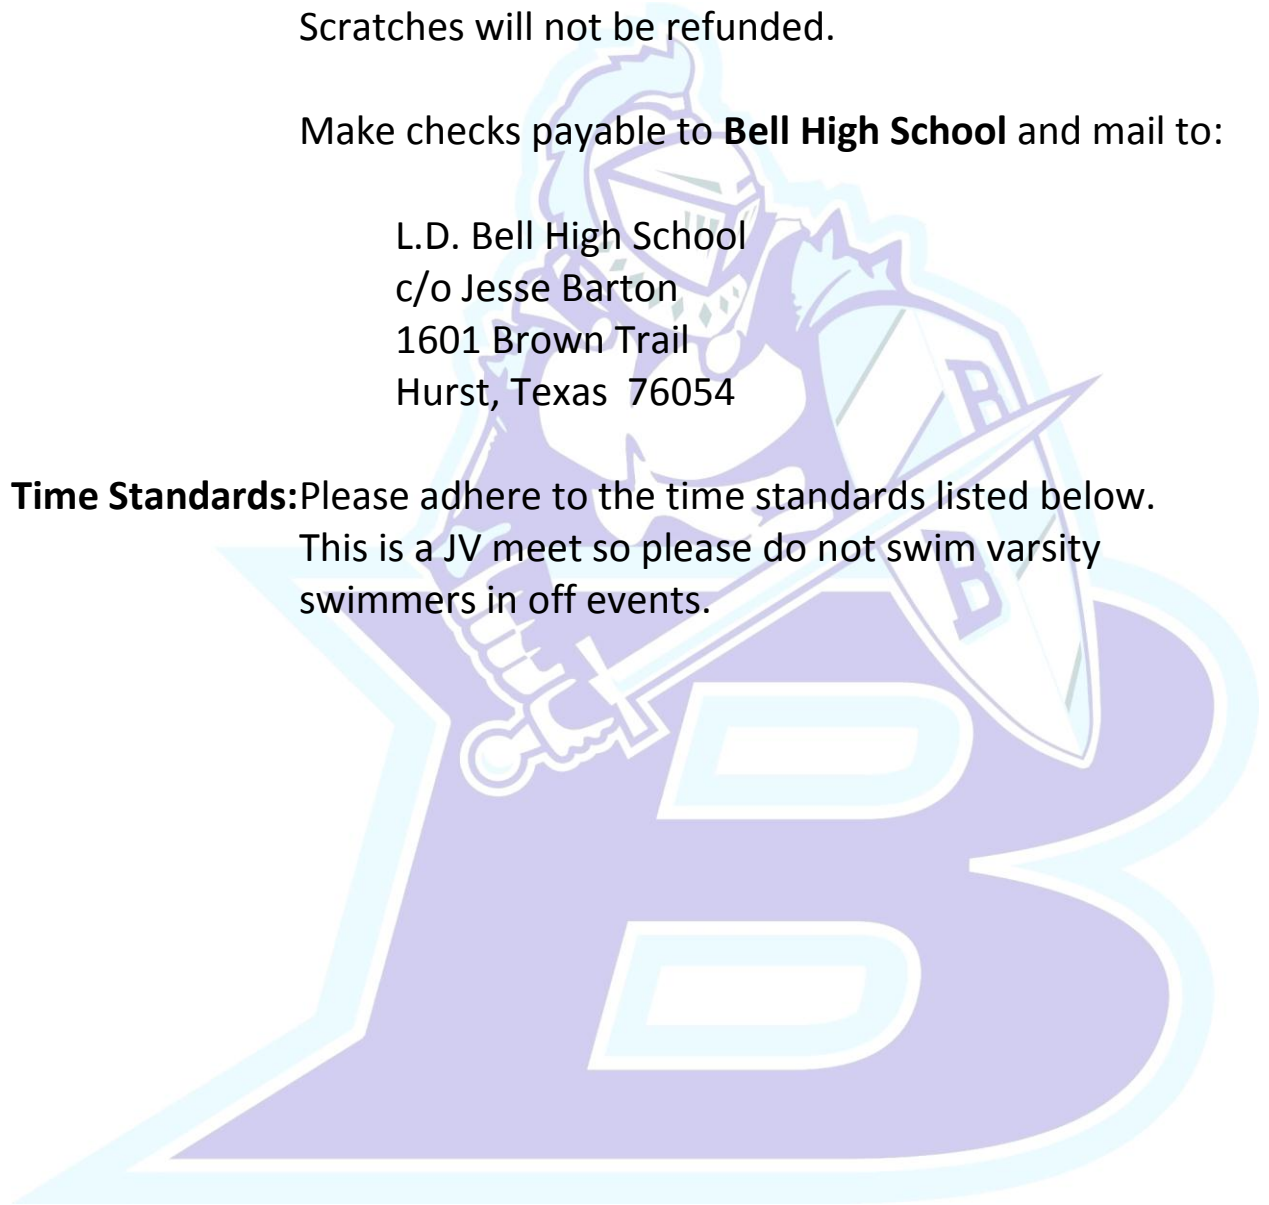 Scratches will not be refunded.
Make checks payable to Bell High School and mail to:
L.D. Bell High School
c/o Jesse Barton
1601 Brown Trail
Hurst, Texas  76054
Time Standards:Please adhere to the time standards listed below.
This is a JV meet so please do not swim varsity
swimmers in off events.
B
B
B